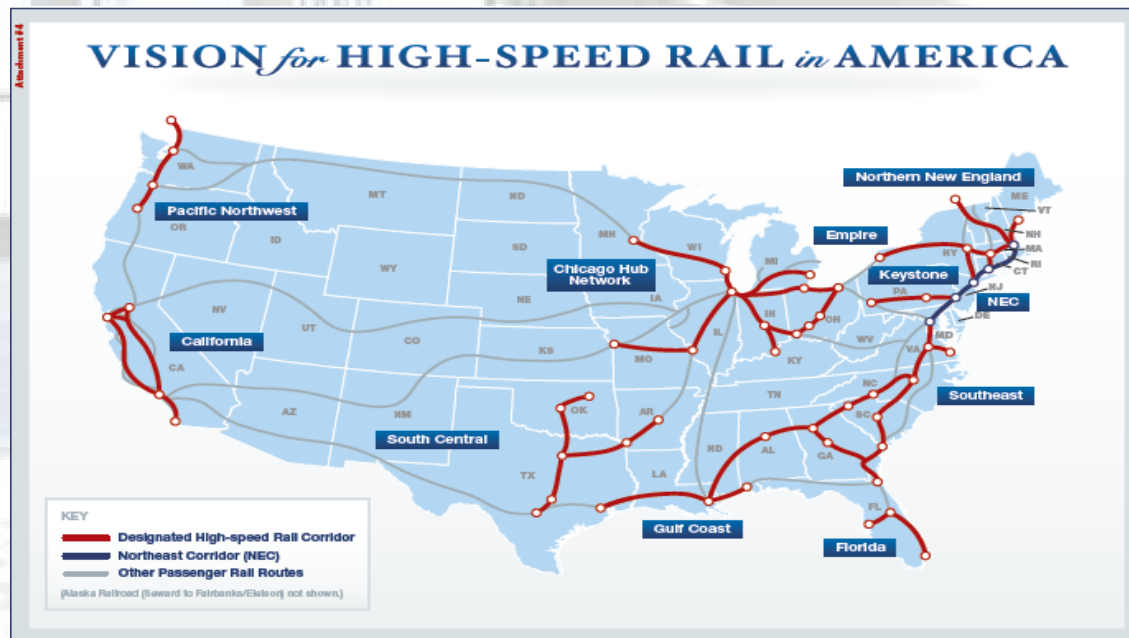 Attachment #4
VISION for HIGH-SPEED RAIL in AMERICA
Northern New England
ME
VT
WA
MT
ND
Pacific Northwest
OR
ID
MN
Empire
NH
MA
RI
CT
NY
SD
WI
MI
WY
Chicago Hub
Network
Keystone
PA
NEC
NJ
DE
NE
IA
NV
UT
IN
OH
IL
California
CO
MD
WV
VA
KS
MO
KY
CA
Southeast
NC
TN
AZ
NM
OK
AR
SC
South Central
ND
AL
GA
TX
LA
Gulf Coast
FL
Florida
KEY
Designated High-speed Rail Corridor
Northeast Corridor (NEC)
Other Passenger Rail Routes
(Alaska Railroad (Seward to Fairbanks/Eielson) not shown.)